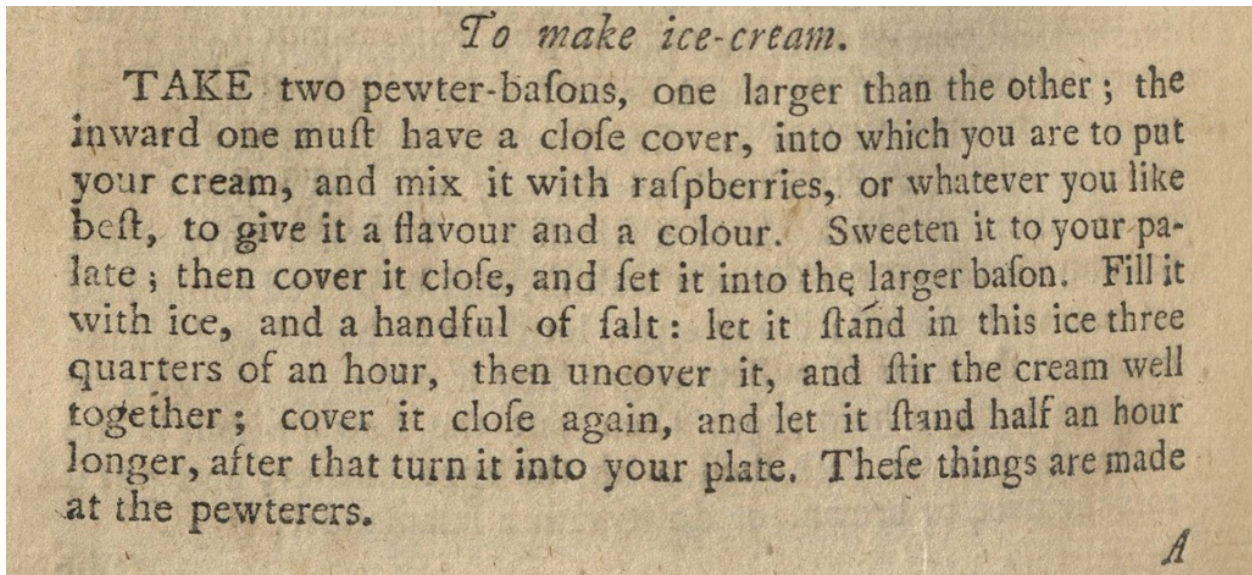 To make ice-cream.
TAKE two pewter-baſons, one larger than the other; the
inward one muſt have a cloſe cover, into which you are to put
your cream, and mix it with raſpberries, or whatever you like
beſt, to give it a flavour and a colour. Sweeten it to your pa-
late; then cover it cloſe, and ſet it into the larger baſon. Fill it
with ice, and a handful of ſalt: let it ſtand in this ice three
quarters of an hour, then uncover it, and ſtir the cream well
together; cover it cloſe again, and let it ſtand half an hour
longer, after that turn it into your plate. Theſe things are made
at the pewterers.
A